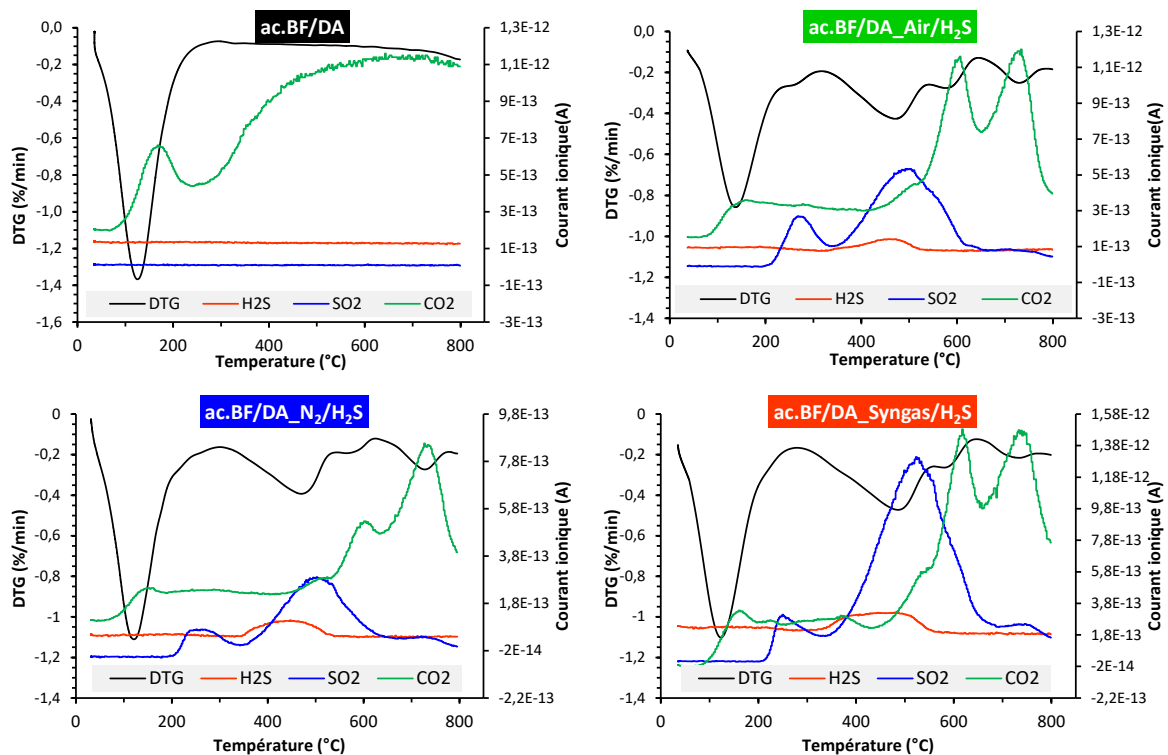 ac.BF/DA
0,0
-0,2
-0,4
-0,6
-0,8
-1,0
-1,2
-1,4
-1,6
DTG (%/min)
1,3E-12
1,1E-12
9E-13
7E-13
5E-13
3E-13
1E-13
-1E-13
-3E-13
Courant ionique(A)
DTG H2S SO2 CO2
0 200 400 600 800
Temperature (°C)
ac.BF/DA_Air/H2S
0,0
-0,2
-0,4
-0,6
-0,8
-1,0
-1,2
-1,4
DTG (%/min)
1,3E-12
1,1E-12
9E-13
7E-13
5E-13
3E-13
1E-13
-1E-13
-3E-13
Courant ionique (A)
DTG H2S SO2 CO2
0 200 400 600 800
Temperature (°C)
ac.BF/DA_N2/H2S
0
-0,2
-0,4
-0,6
-0,8
-1
-1,2
-1,4
DTG (%/min)
9,8E-13
7,8E-13
5,8E-13
3,8E-13
1,8E-13
-2E-14
-2,2E-13
Courant ionique (A)
DTG H2S SO2 CO2
0 200 400 600 800
Température (°C)
ac.BF/DA_Syngas/H2S
0
-0,2
-0,4
-0,6
-0,8
-1
-1,2
-1,4
DTG (%/min)
1,58E-12
1,38E-12
1,18E-12
9,8E-13
7,8E-13
5,8E-13
3,8E-13
1,8E-13
-2E-14
-2,2E-13
Courant ionique (A)
DTG H2S SO2 CO2
0 200 400 600 800
Température (°C)